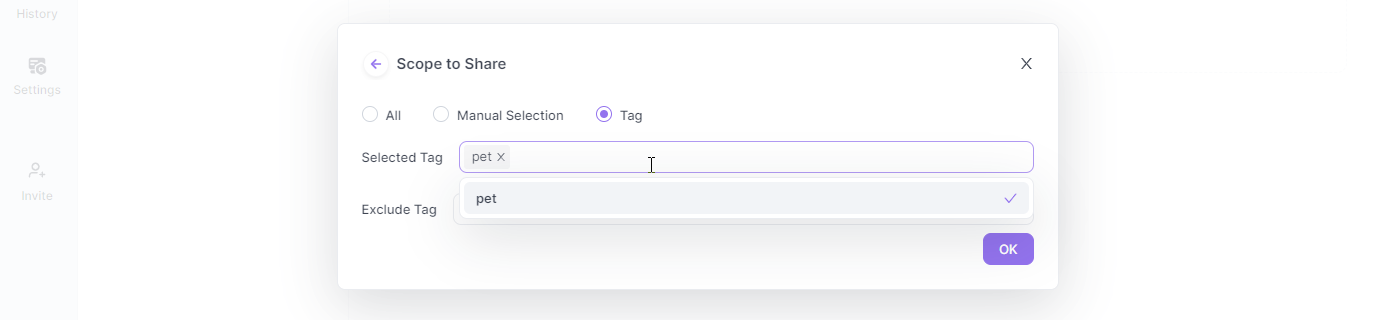 History
Settings
Invite
Scope to Share
All
Manual Selection
Tag
Selected Tag
pet
pet
Exclude Tag
OK